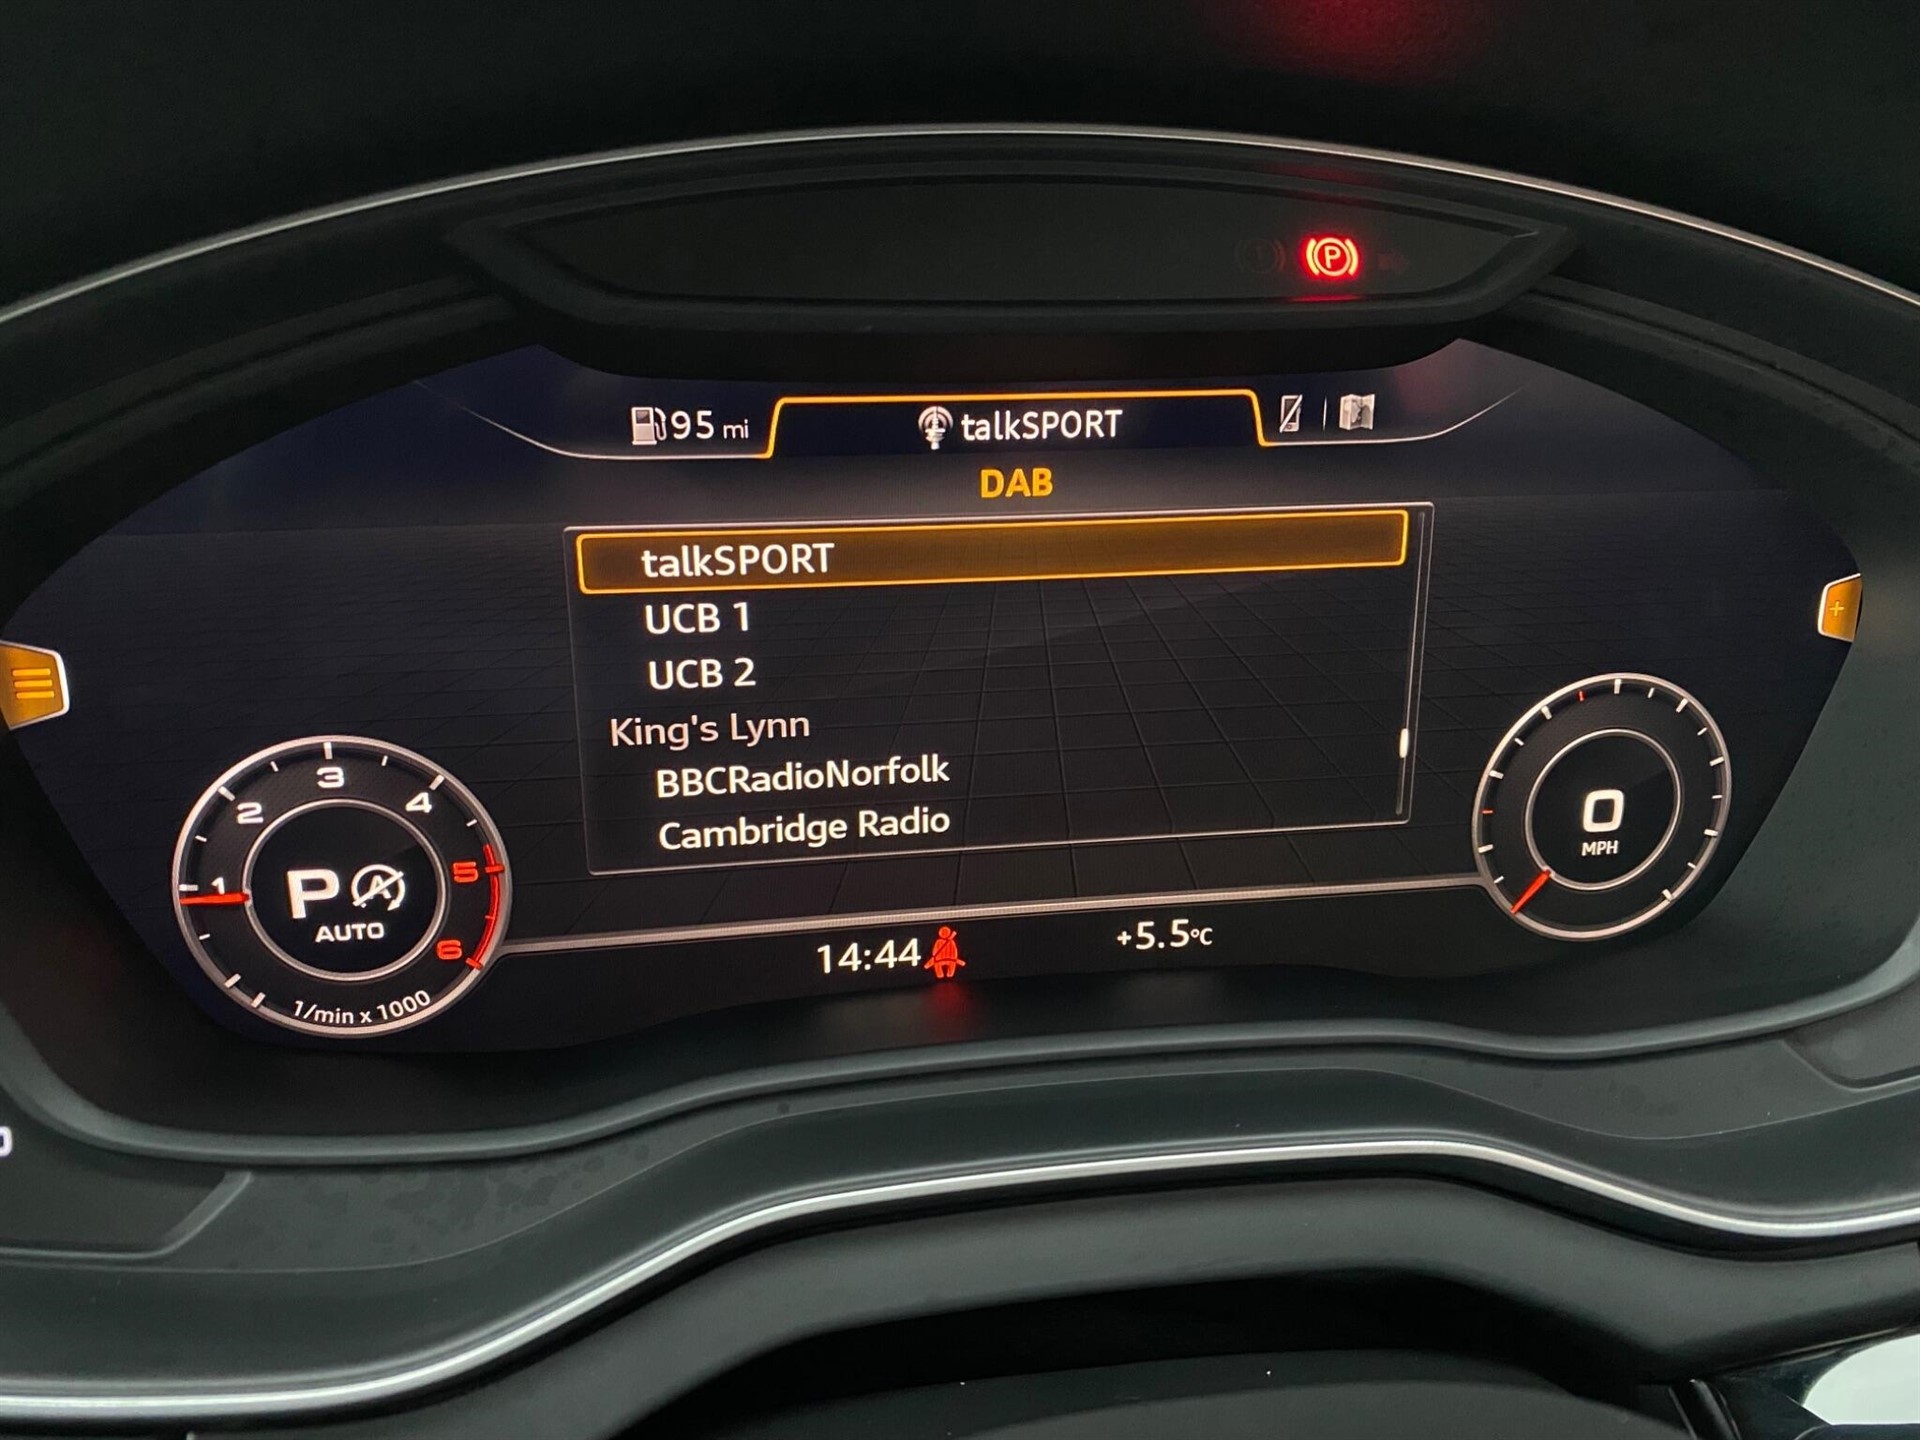 P
95 mi
talkSPORT
DAB
talkSPORT
UCB 1
UCB 2
King's Lynn
BBCRadioNorfolk
Cambridge Radio
1
2
3
4
5
6
P A
AUTO
1/min x 1000
0
MPH
14:44
+5.5°C